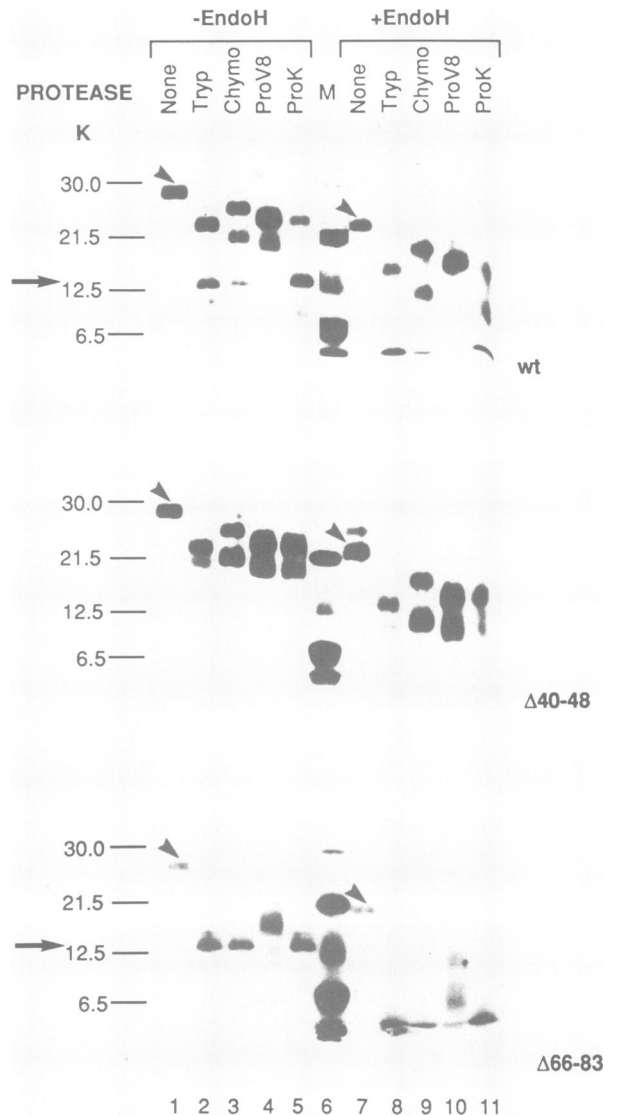 -EndoH +EndoH
PROTEASE None Tryp Chymo ProV8 ProK M None Tryp Chymo ProV8 ProK
K
30.0
21.5
12.5
6.5
wt
30.0
21.5
12.5
6.5
Δ40-48
30.0
21.5
12.5
6.5
Δ66-83
1 2 3 4 5 6 7 8 9 10 11